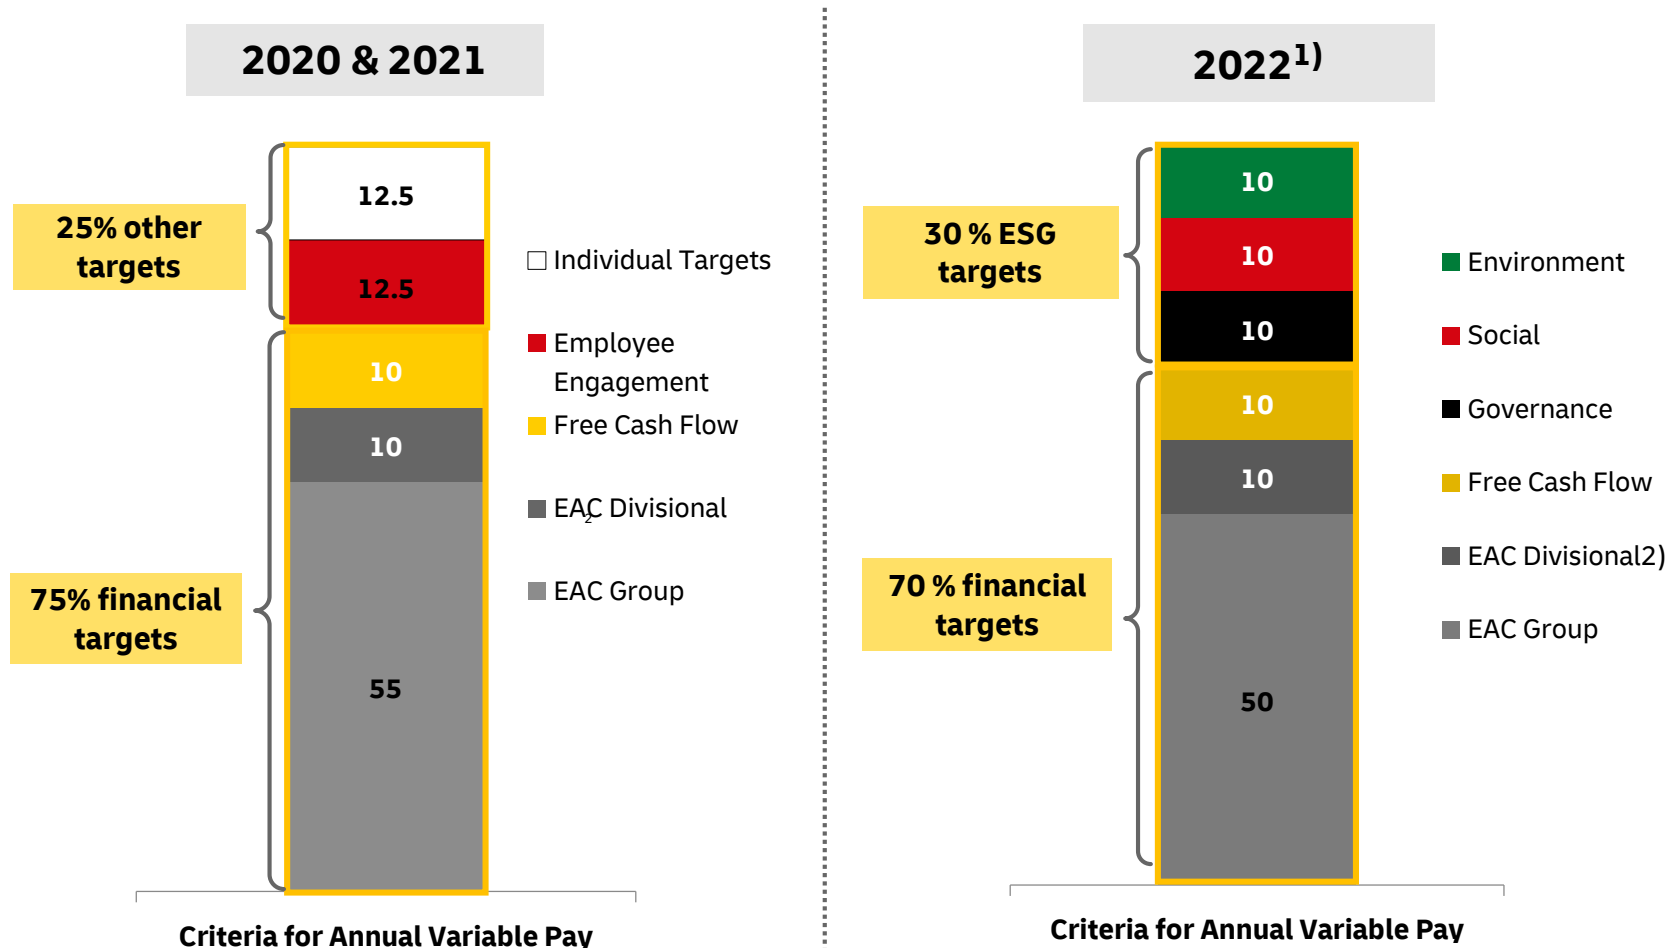 2020 & 2021
12.5
12.5
10
10
55
25% other
targets
75% financial
targets
Individual Targets
Employee
Engagement
Free Cash Flow
EAC Divisional
2
EAC Group
Criteria for Annual Variable Pay
2022¹⁾
10
10
10
10
10
50
30 % ESG
targets
70 % financial
targets
Environment
Social
Governance
Free Cash Flow
EAC Divisional2)
EAC Group
Criteria for Annual Variable Pay